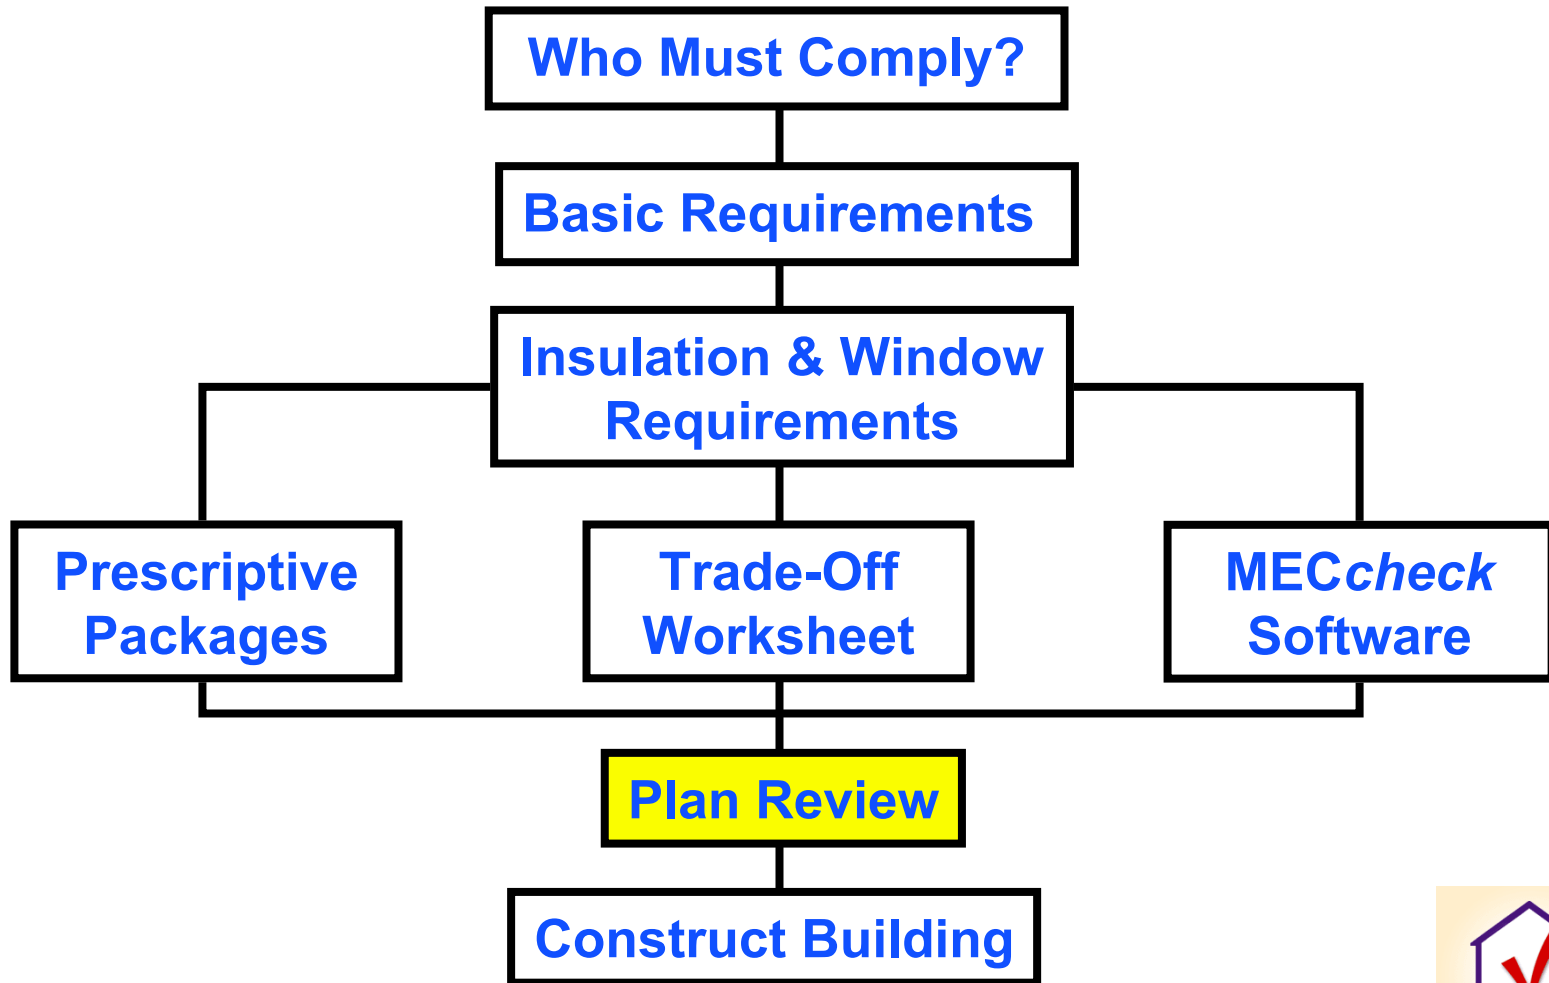 Who Must Comply?
Basic Requirements
Insulation & Window
Requirements
Prescriptive
Packages
Trade-Off
Worksheet
MECcheck
Software
Plan Review
Construct Building